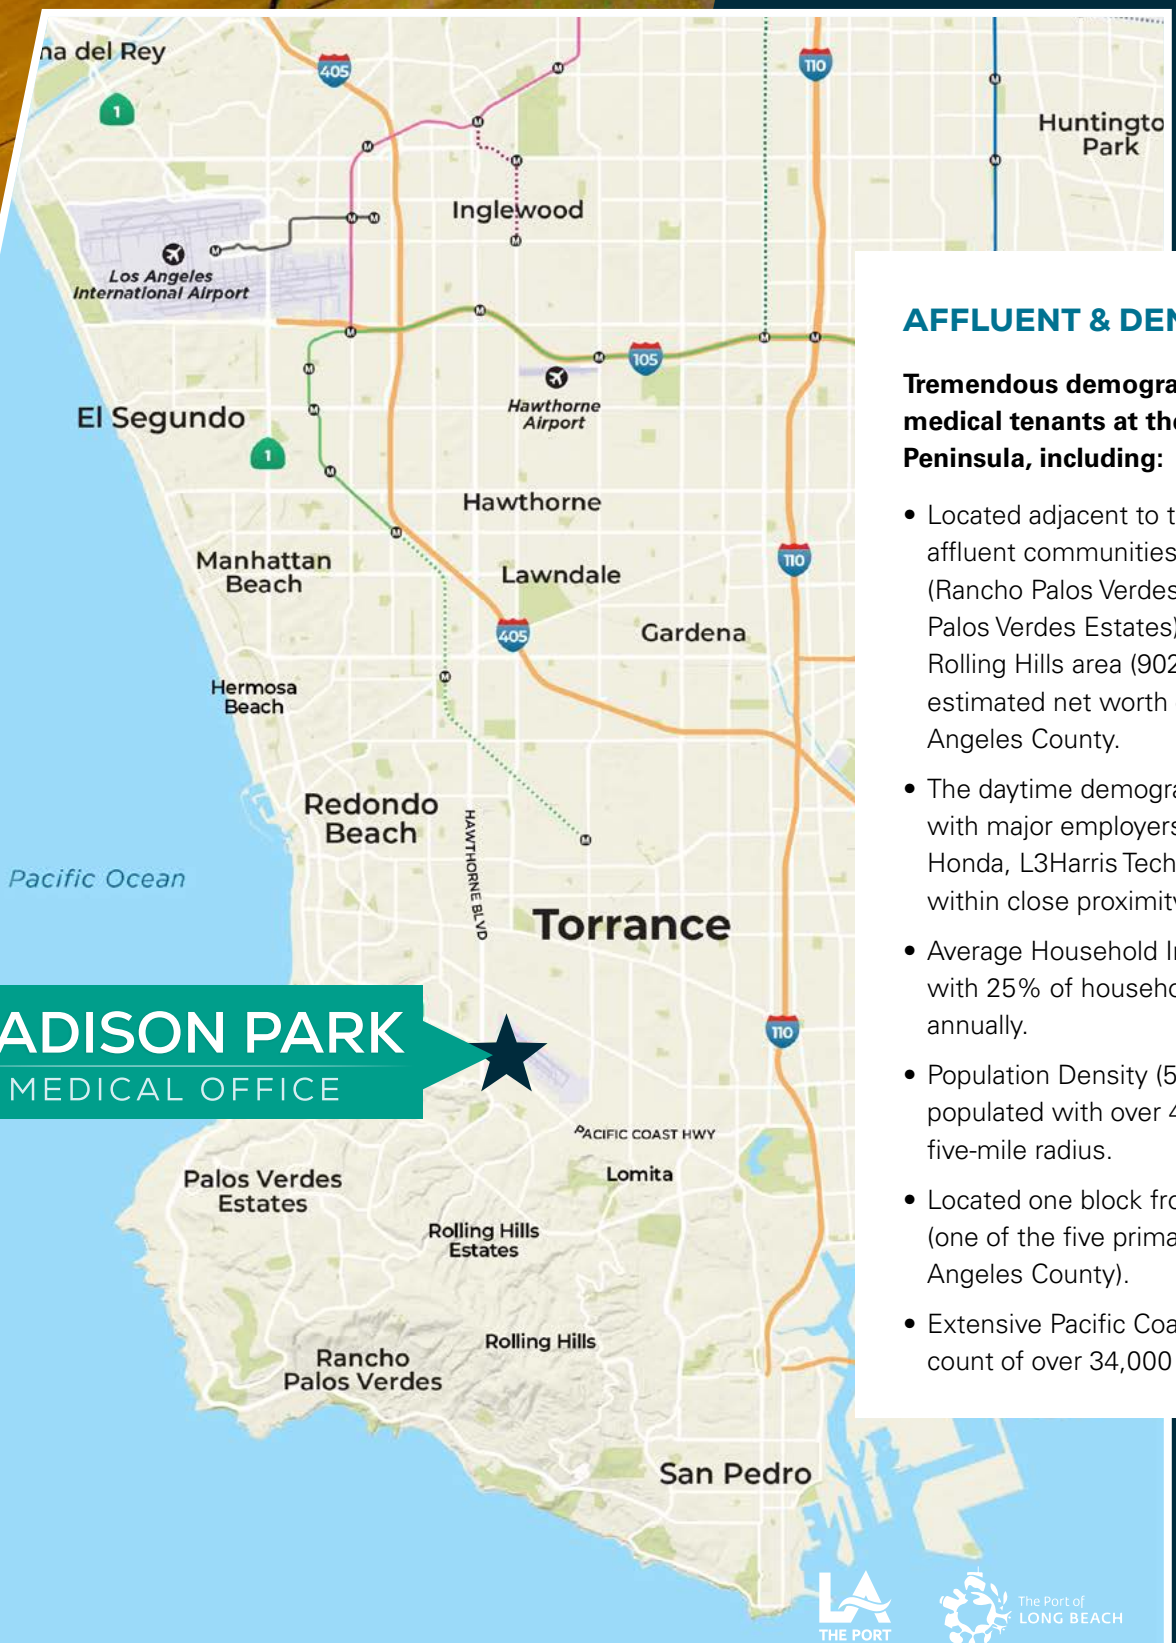 na del Rey
405
110
1
Huntingto
Park
Inglewood
Los Angeles
International Airport
105
Hawthorne
Airport
El Segundo
1
Hawthorne
Manhattan
Beach
Lawndale
110
405
Gardena
Hermosa
Beach
Redondo
Beach
HAWTHORNE BLVD
Pacific Ocean
Torrance
ADISON PARK
MEDICAL OFFICE
110
PACIFIC COAST HWY
Lomita
Palos Verdes
Estates
Rolling Hills
Estates
Rolling Hills
Rancho
Palos Verdes
San Pedro
LA
THE PORT
The Port of
LONG BEACH
AFFLUENT & DEN
Tremendous demogra
medical tenants at the
Peninsula, including:
• Located adjacent to t
affluent communities
(Rancho Palos Verdes
Palos Verdes Estates)
Rolling Hills area (902
estimated net worth
Angeles County.
• The daytime demogra
with major employers
Honda, L3Harris Tech
within close proximity
• Average Household In
with 25% of househo
annually.
• Population Density (5
populated with over 4
five-mile radius.
• Located one block fro
(one of the five prima
Angeles County).
• Extensive Pacific Coa
count of over 34,000